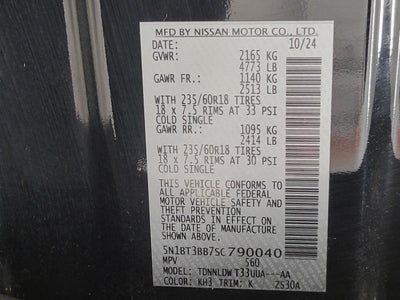 MFD BY NISSAN MOTOR CO., LTD.
DATE: 10/24
GVWR: 2165 KG
4773 LB
GAWR FR.: 1140 KG
2513 LB
WITH 235/60R18 TIRES
18 x 7.5 RIMS AT 33 PSI
COLD SINGLE
GAWR RR.: 1095 KG
2414 LB
WITH 235/60R18 TIRES
18 x 7.5 RIMS AT 30 PSI
COLD SINGLE
THIS VEHICLE CONFORMS TO
ALL APPLICABLE FEDERAL
MOTOR VEHICLE SAFETY AND
THEFT PREVENTION
STANDARDS IN EFFECT ON
THE DATE OF MANUFACTURE
SHOWN ABOVE.
5N1BT3BB7SC790040
MPV S60
MODEL: TDNNLDWT33UUA---AA
COLOR: KH3 TRIM: K ZS30A